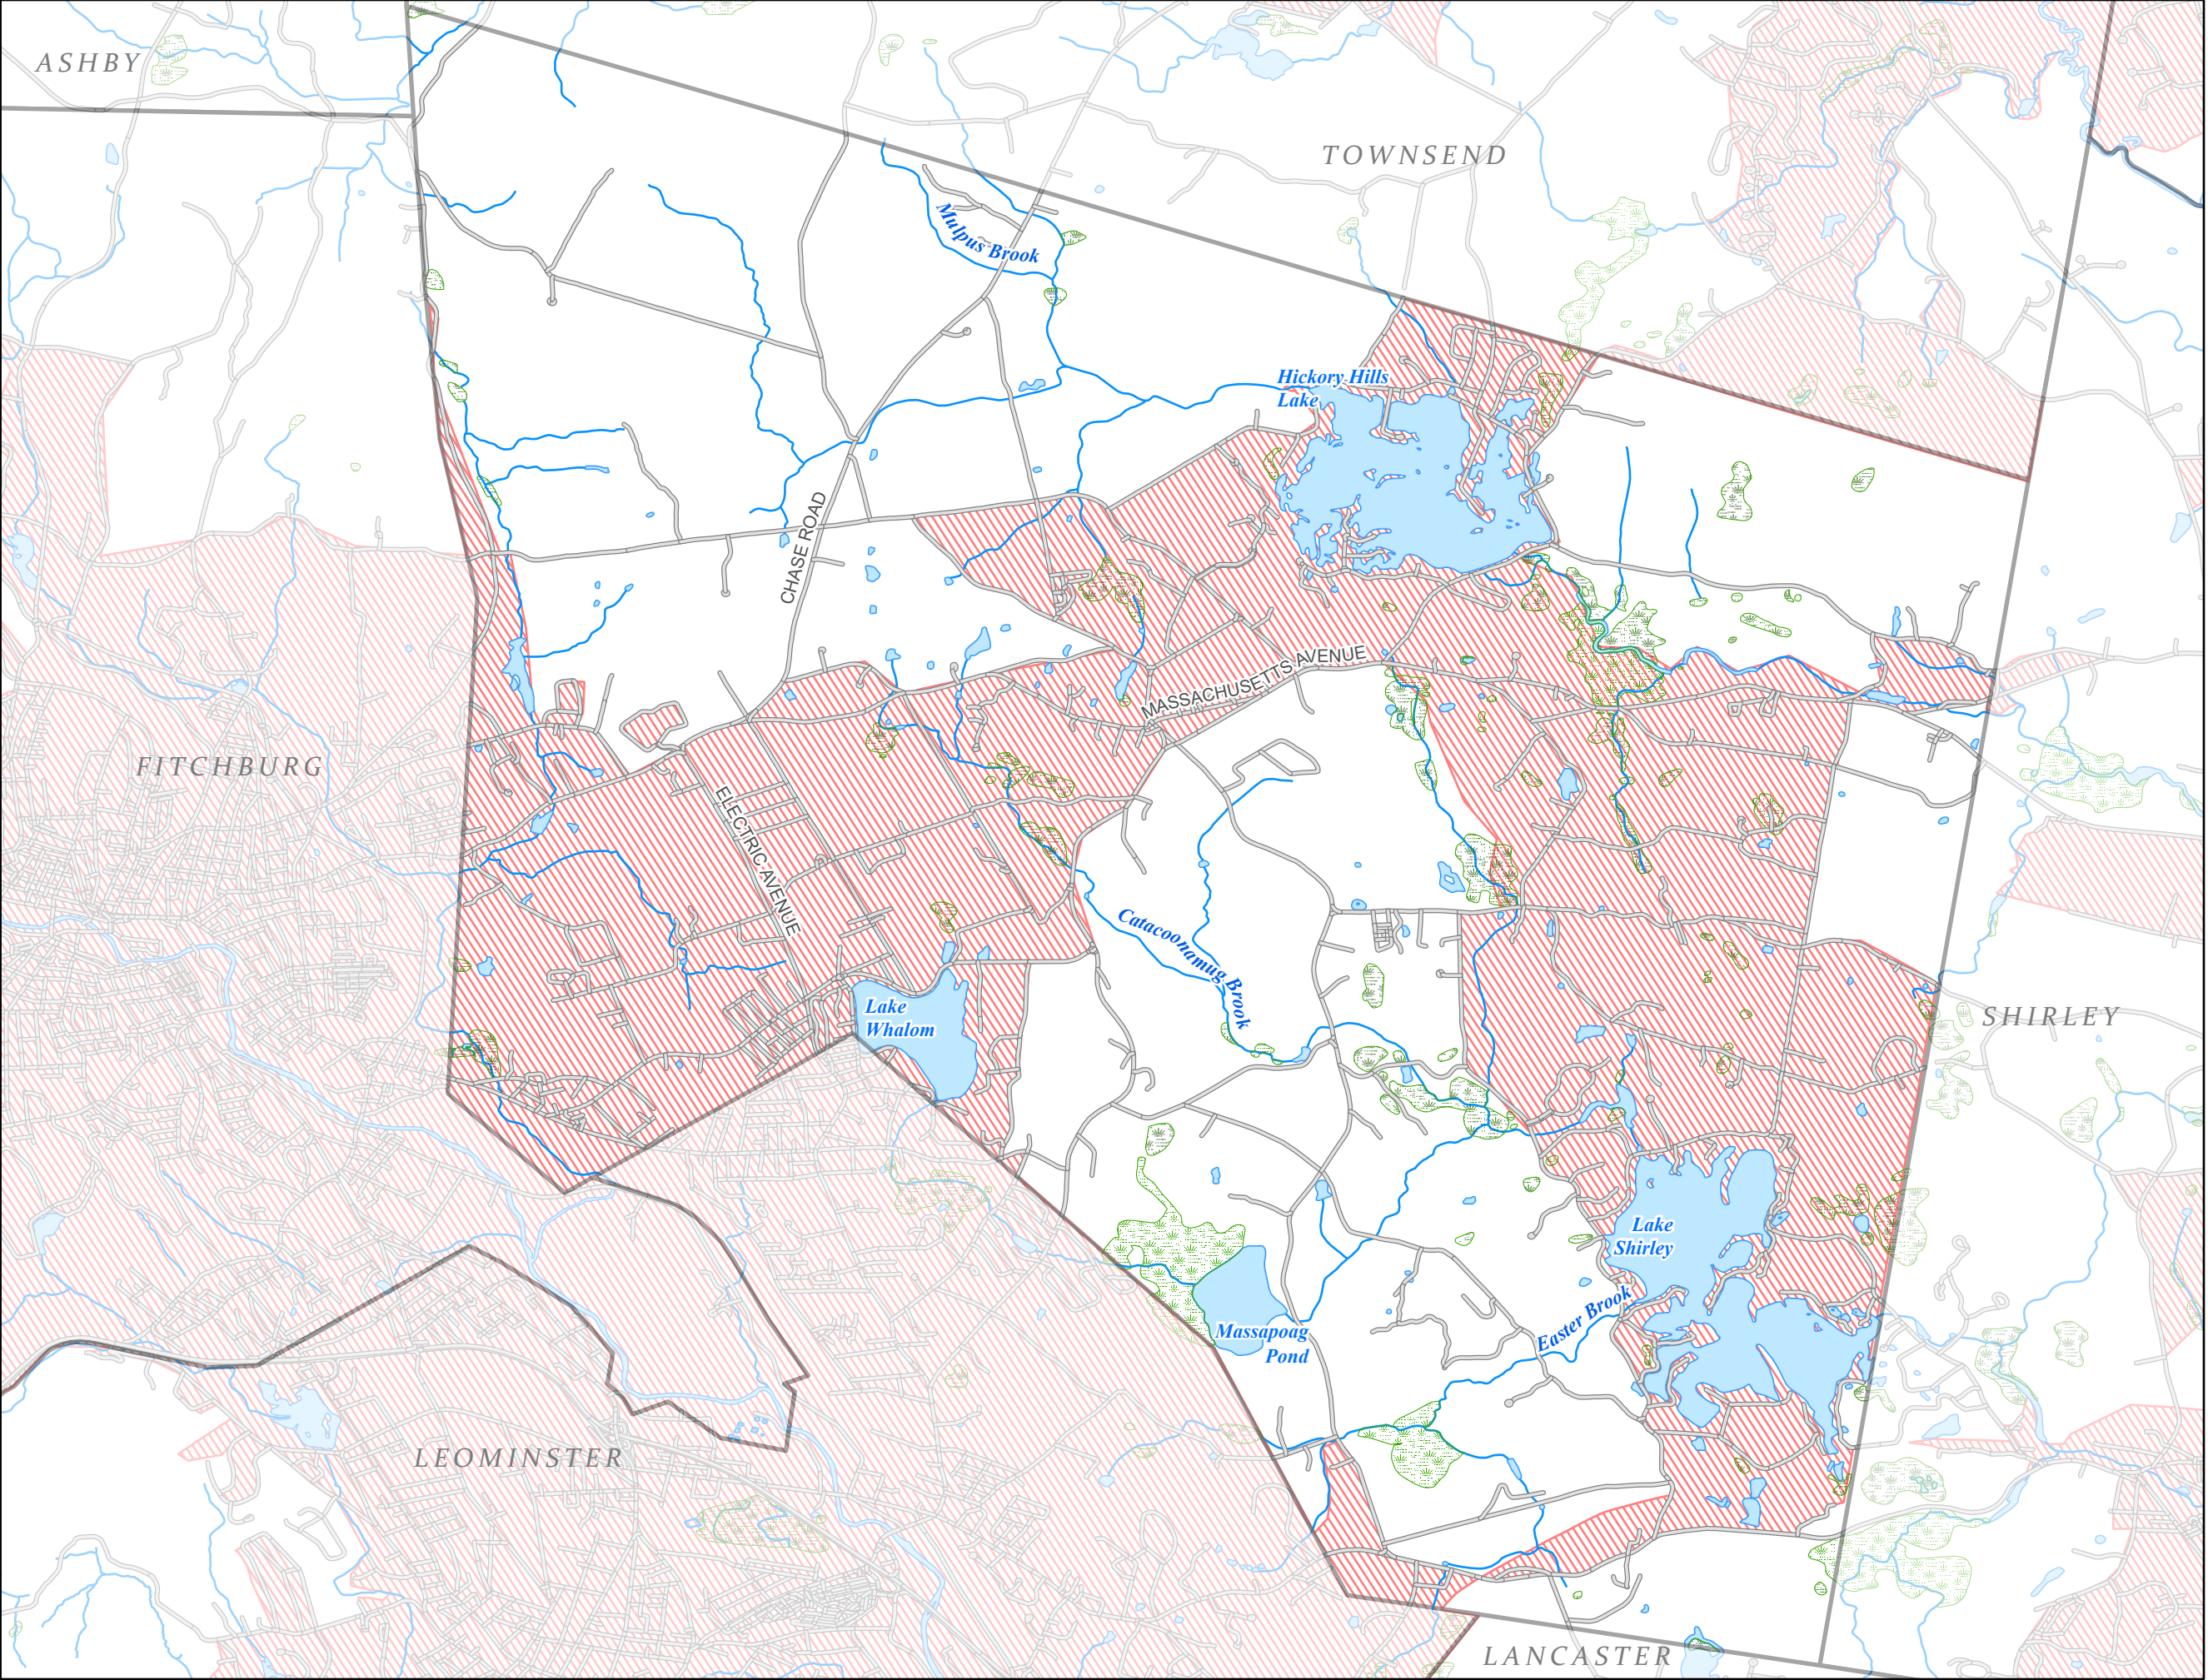 ASHBY
TOWNSEND
Mulpus Brook
Hickory Hills
Lake
CHASE ROAD
MASSACHUSETTS AVENUE
FITCHBURG
ELECTRIC AVENUE
Catacoonamug Brook
Lake
Whalom
SHIRLEY
Lake
Shirley
Easter Brook
Massapoag
Pond
LEOMINSTER
LANCASTER